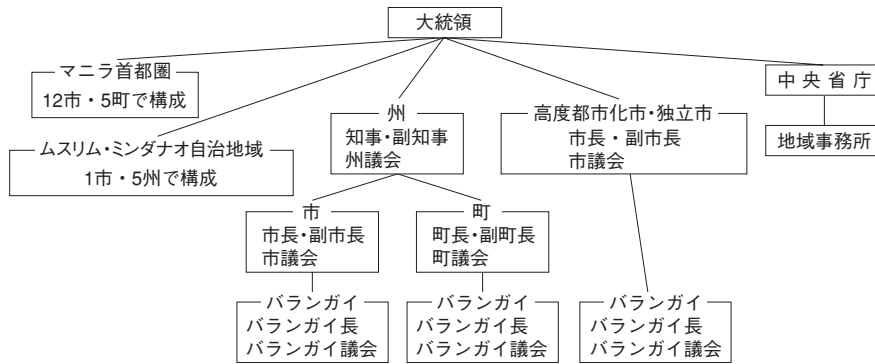 大統領
マニラ首都圏
12市・5町で構成
ムスリム・ミンダナオ自治地域
1市・5州で構成
州
知事・副知事
州議会
高度都市化市・独立市
市長・副市長
市議会
中央省庁
地域事務所
市
市長・副市長
市議会
町
町長・副町長
町議会
バランガイ
バランガイ長
バランガイ議会
バランガイ
バランガイ長
バランガイ議会
バランガイ
バランガイ長
バランガイ議会